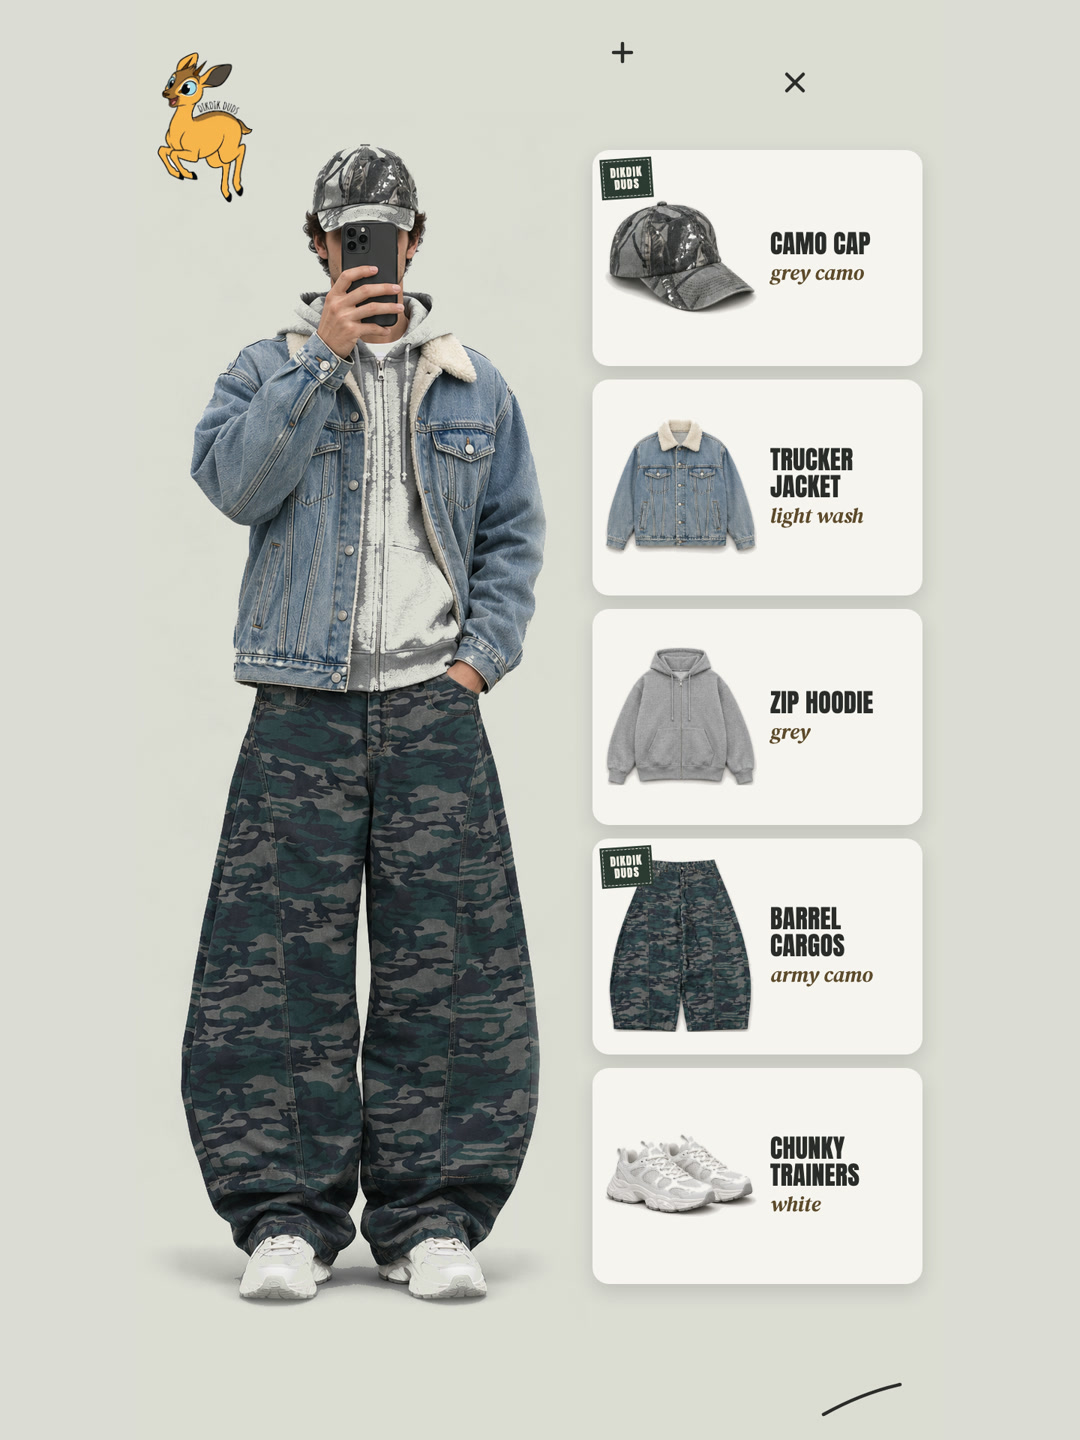 DIKDIK DUDS
DIKDIK
DUDS
CAMO CAP
grey camo
TRUCKER
JACKET
light wash
ZIP HOODIE
grey
DIKDIK
DUDS
BARREL
CARGOS
army camo
CHUNKY
TRAINERS
white